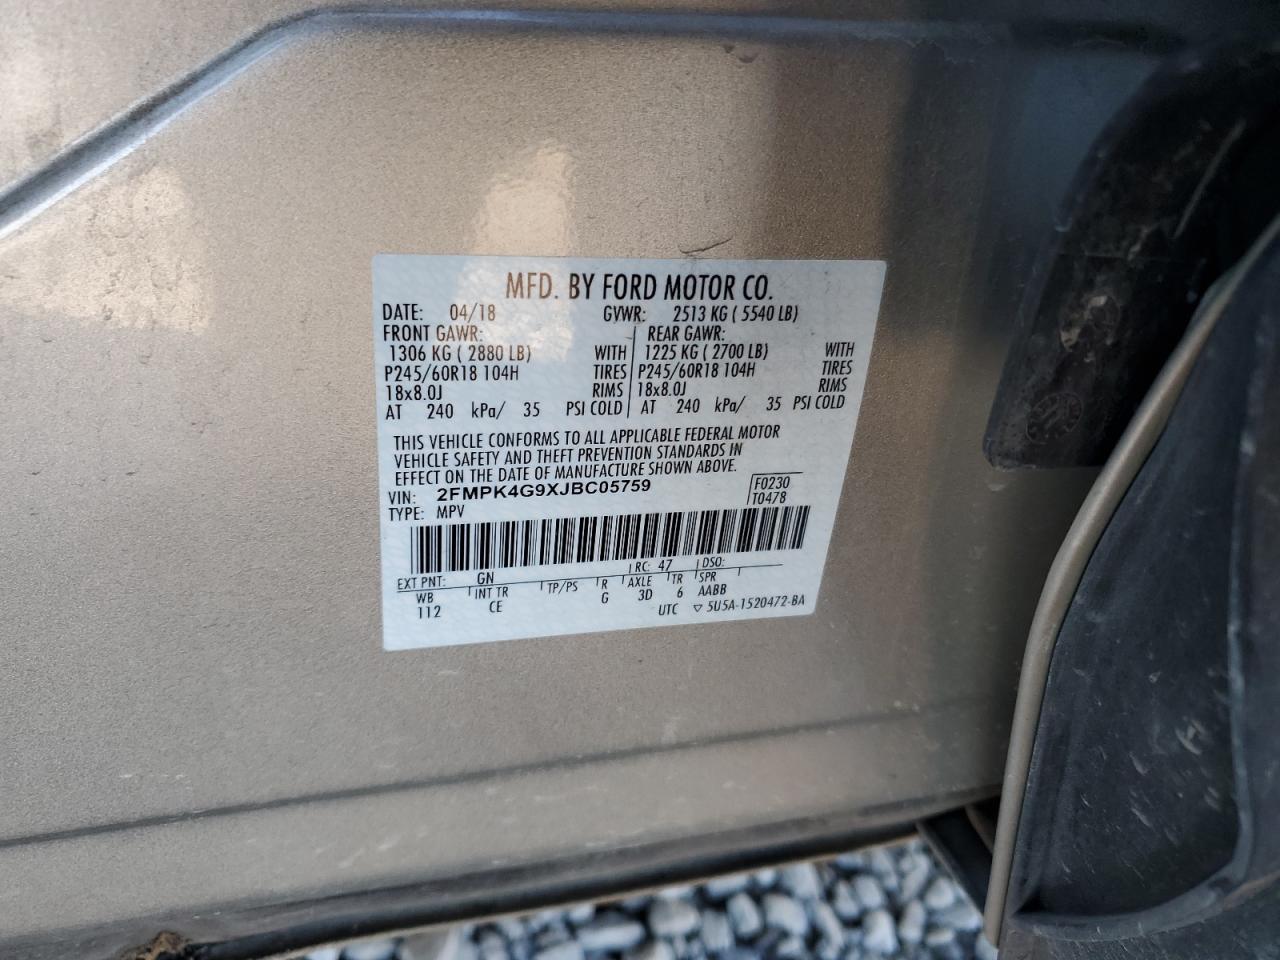 MFD. BY FORD MOTOR CO.
DATE: 04/18 GVWR: 2513 KG ( 5540 LB)
FRONT GAWR: REAR GAWR:
1306 KG ( 2880 LB) WITH 1225 KG ( 2700 LB) WITH
P245/60R18 104H TIRES P245/60R18 104H TIRES
18x8.0J RIMS 18x8.0J RIMS
AT 240 kPa/ 35 PSI COLD AT 240 kPa/ 35 PSI COLD
THIS VEHICLE CONFORMS TO ALL APPLICABLE FEDERAL MOTOR
VEHICLE SAFETY AND THEFT PREVENTION STANDARDS IN
EFFECT ON THE DATE OF MANUFACTURE SHOWN ABOVE.
VIN: 2FMPK4G9XJBC05759 F0230
TYPE: MPV T0478
EXT PNT: GN RC: 47 DSO:
WB INT TR TP/PS R AXLE TR SPR
112 CE G 3D 6 AABB
UTC ▽ 5U5A-1520472-BA